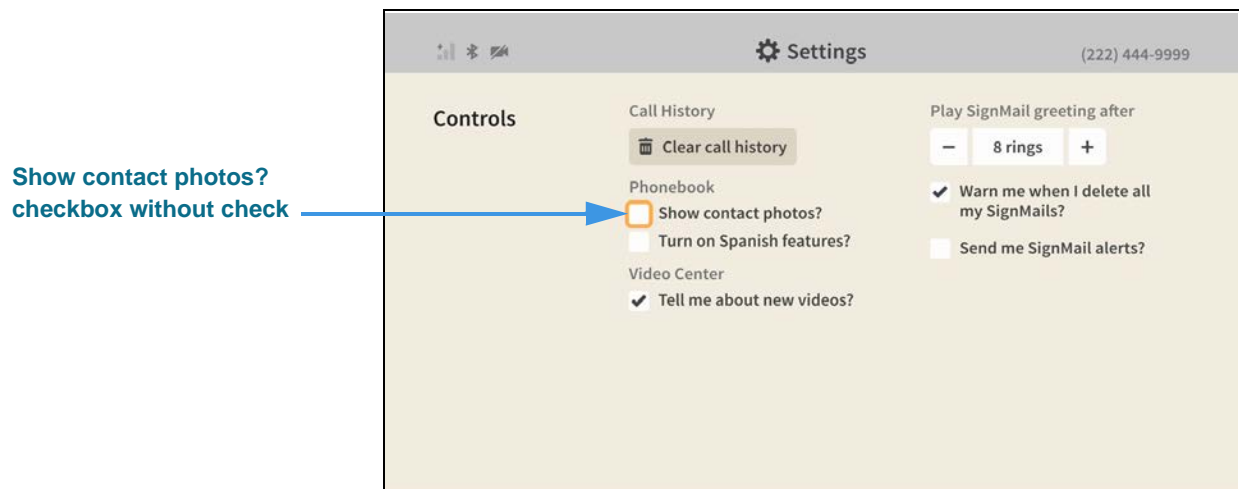 Settings
(222) 444-9999
Controls
Call History
Clear call history
Phonebook
Show contact photos?
Turn on Spanish features?
Video Center
Tell me about new videos?
Play SignMail greeting after
− 8 rings +
Warn me when I delete all
my SignMails?
Send me SignMail alerts?
Show contact photos?
checkbox without check